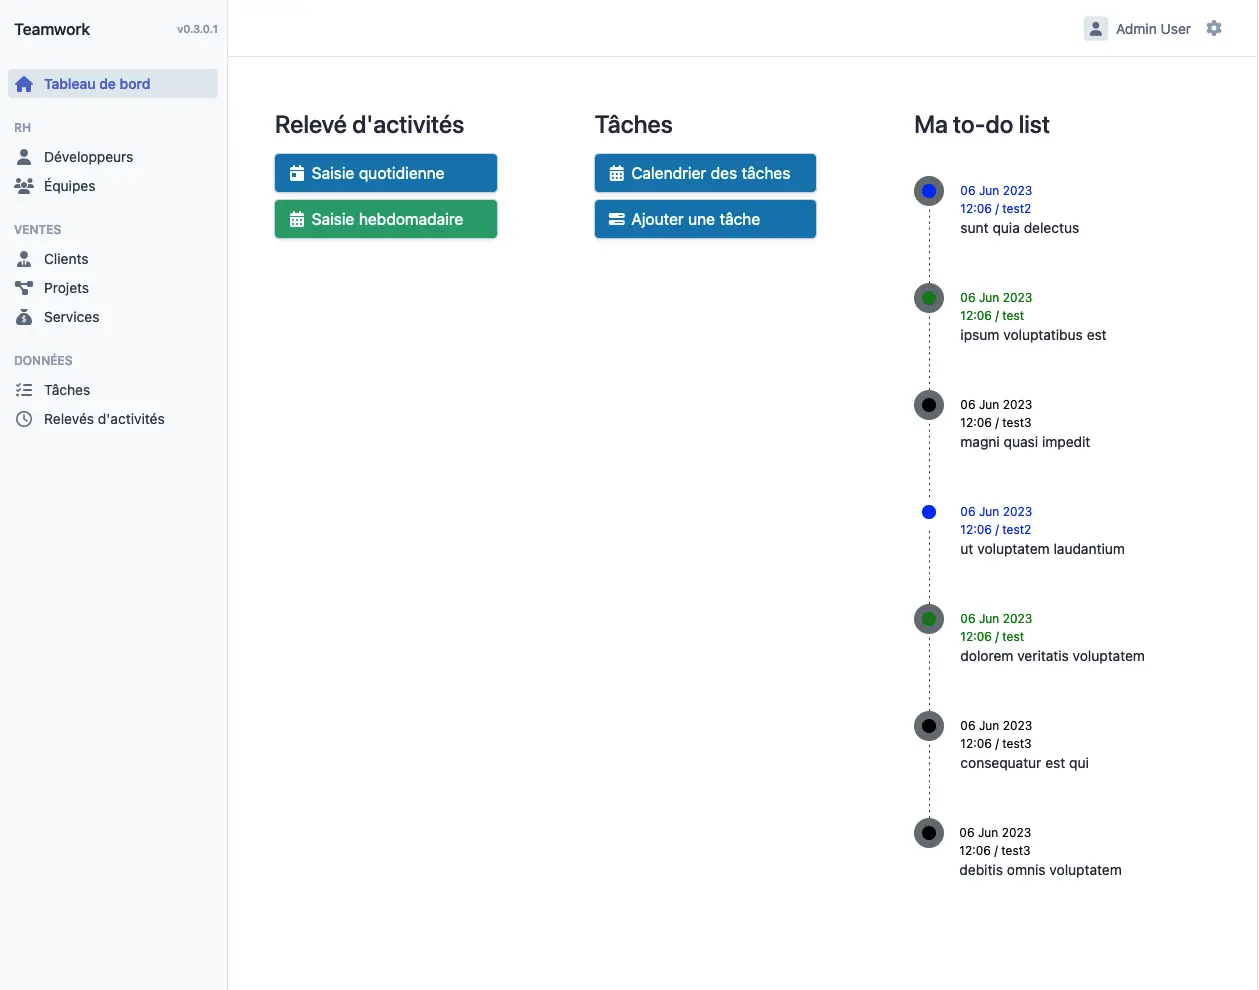 Teamwork
v0.3.0.1
Admin User
Tableau de bord
RH
Développeurs
Équipes
VENTES
Clients
Projets
Services
DONNÉES
Tâches
Relevés d'activités
Relevé d'activités
Saisie quotidienne
Saisie hebdomadaire
Tâches
Calendrier des tâches
Ajouter une tâche
Ma to-do list
06 Jun 2023
12:06 / test2
sunt quia delectus
06 Jun 2023
12:06 / test
ipsum voluptatibus est
06 Jun 2023
12:06 / test3
magni quasi impedit
06 Jun 2023
12:06 / test2
ut voluptatem laudantium
06 Jun 2023
12:06 / test
dolorem veritatis voluptatem
06 Jun 2023
12:06 / test3
consequatur est qui
06 Jun 2023
12:06 / test3
debitis omnis voluptatem